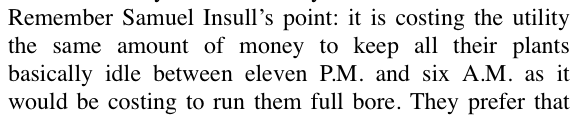 Remember Samuel Insull’s point: it is costing the utility
the same amount of money to keep all their plants
basically idle between eleven P.M. and six A.M. as it
would be costing to run them full bore. They prefer that